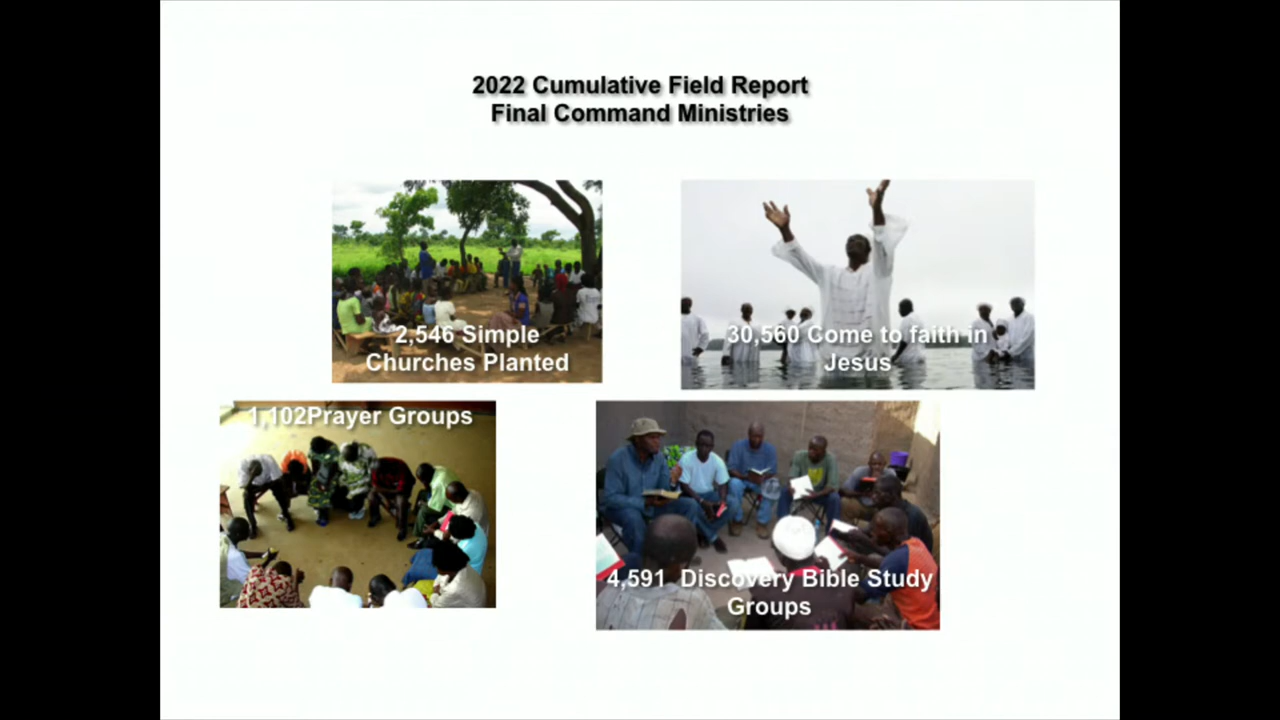 2022 Cumulative Field Report
Final Command Ministries
2,546 Simple
Churches Planted
30,560 Come to faith in
Jesus
1,102Prayer Groups
4,591 Discovery Bible Study
Groups